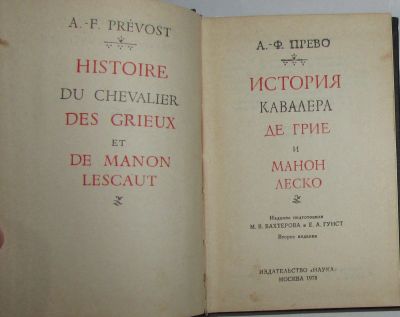 A.-F. PRÉVOST
HISTOIRE
DU CHEVALIER
DES GRIEUX
ET
DE MANON
LESCAUT
А.-Ф. ПРЕВО
ИСТОРИЯ
КАВАЛЕРА
ДЕ ГРИЕ
И
МАНОН
ЛЕСКО
Издание подготовили
М. В. ВАХТЕРОВА и Е. А. ГУНСТ
Второе издание
ИЗДАТЕЛЬСТВО «НАУКА»
МОСКВА 1978